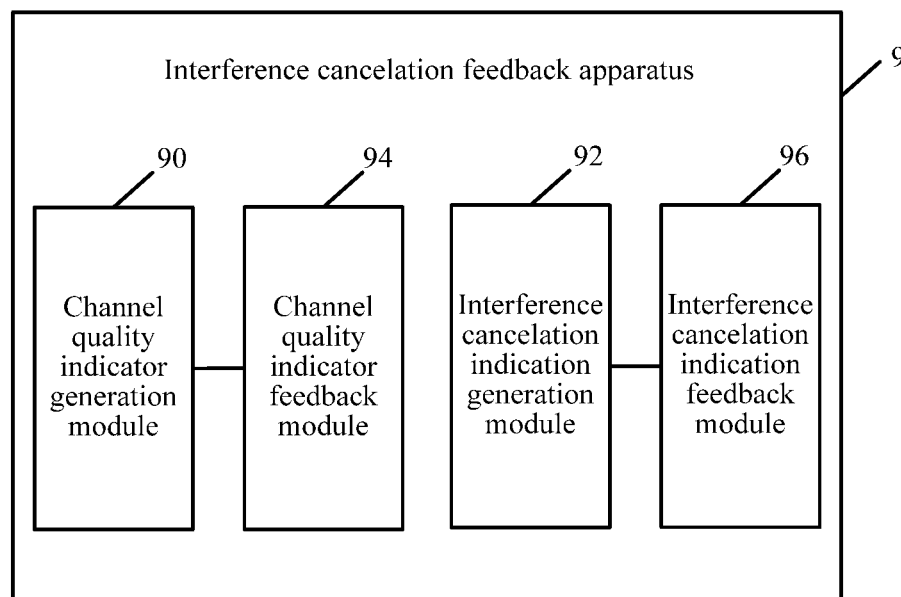 Interference cancelation feedback apparatus
9
90
94
92
96
Channel
quality
indicator
generation
module
Channel
quality
indicator
feedback
module
Interference
cancelation
indication
generation
module
Interference
cancelation
indication
feedback
module